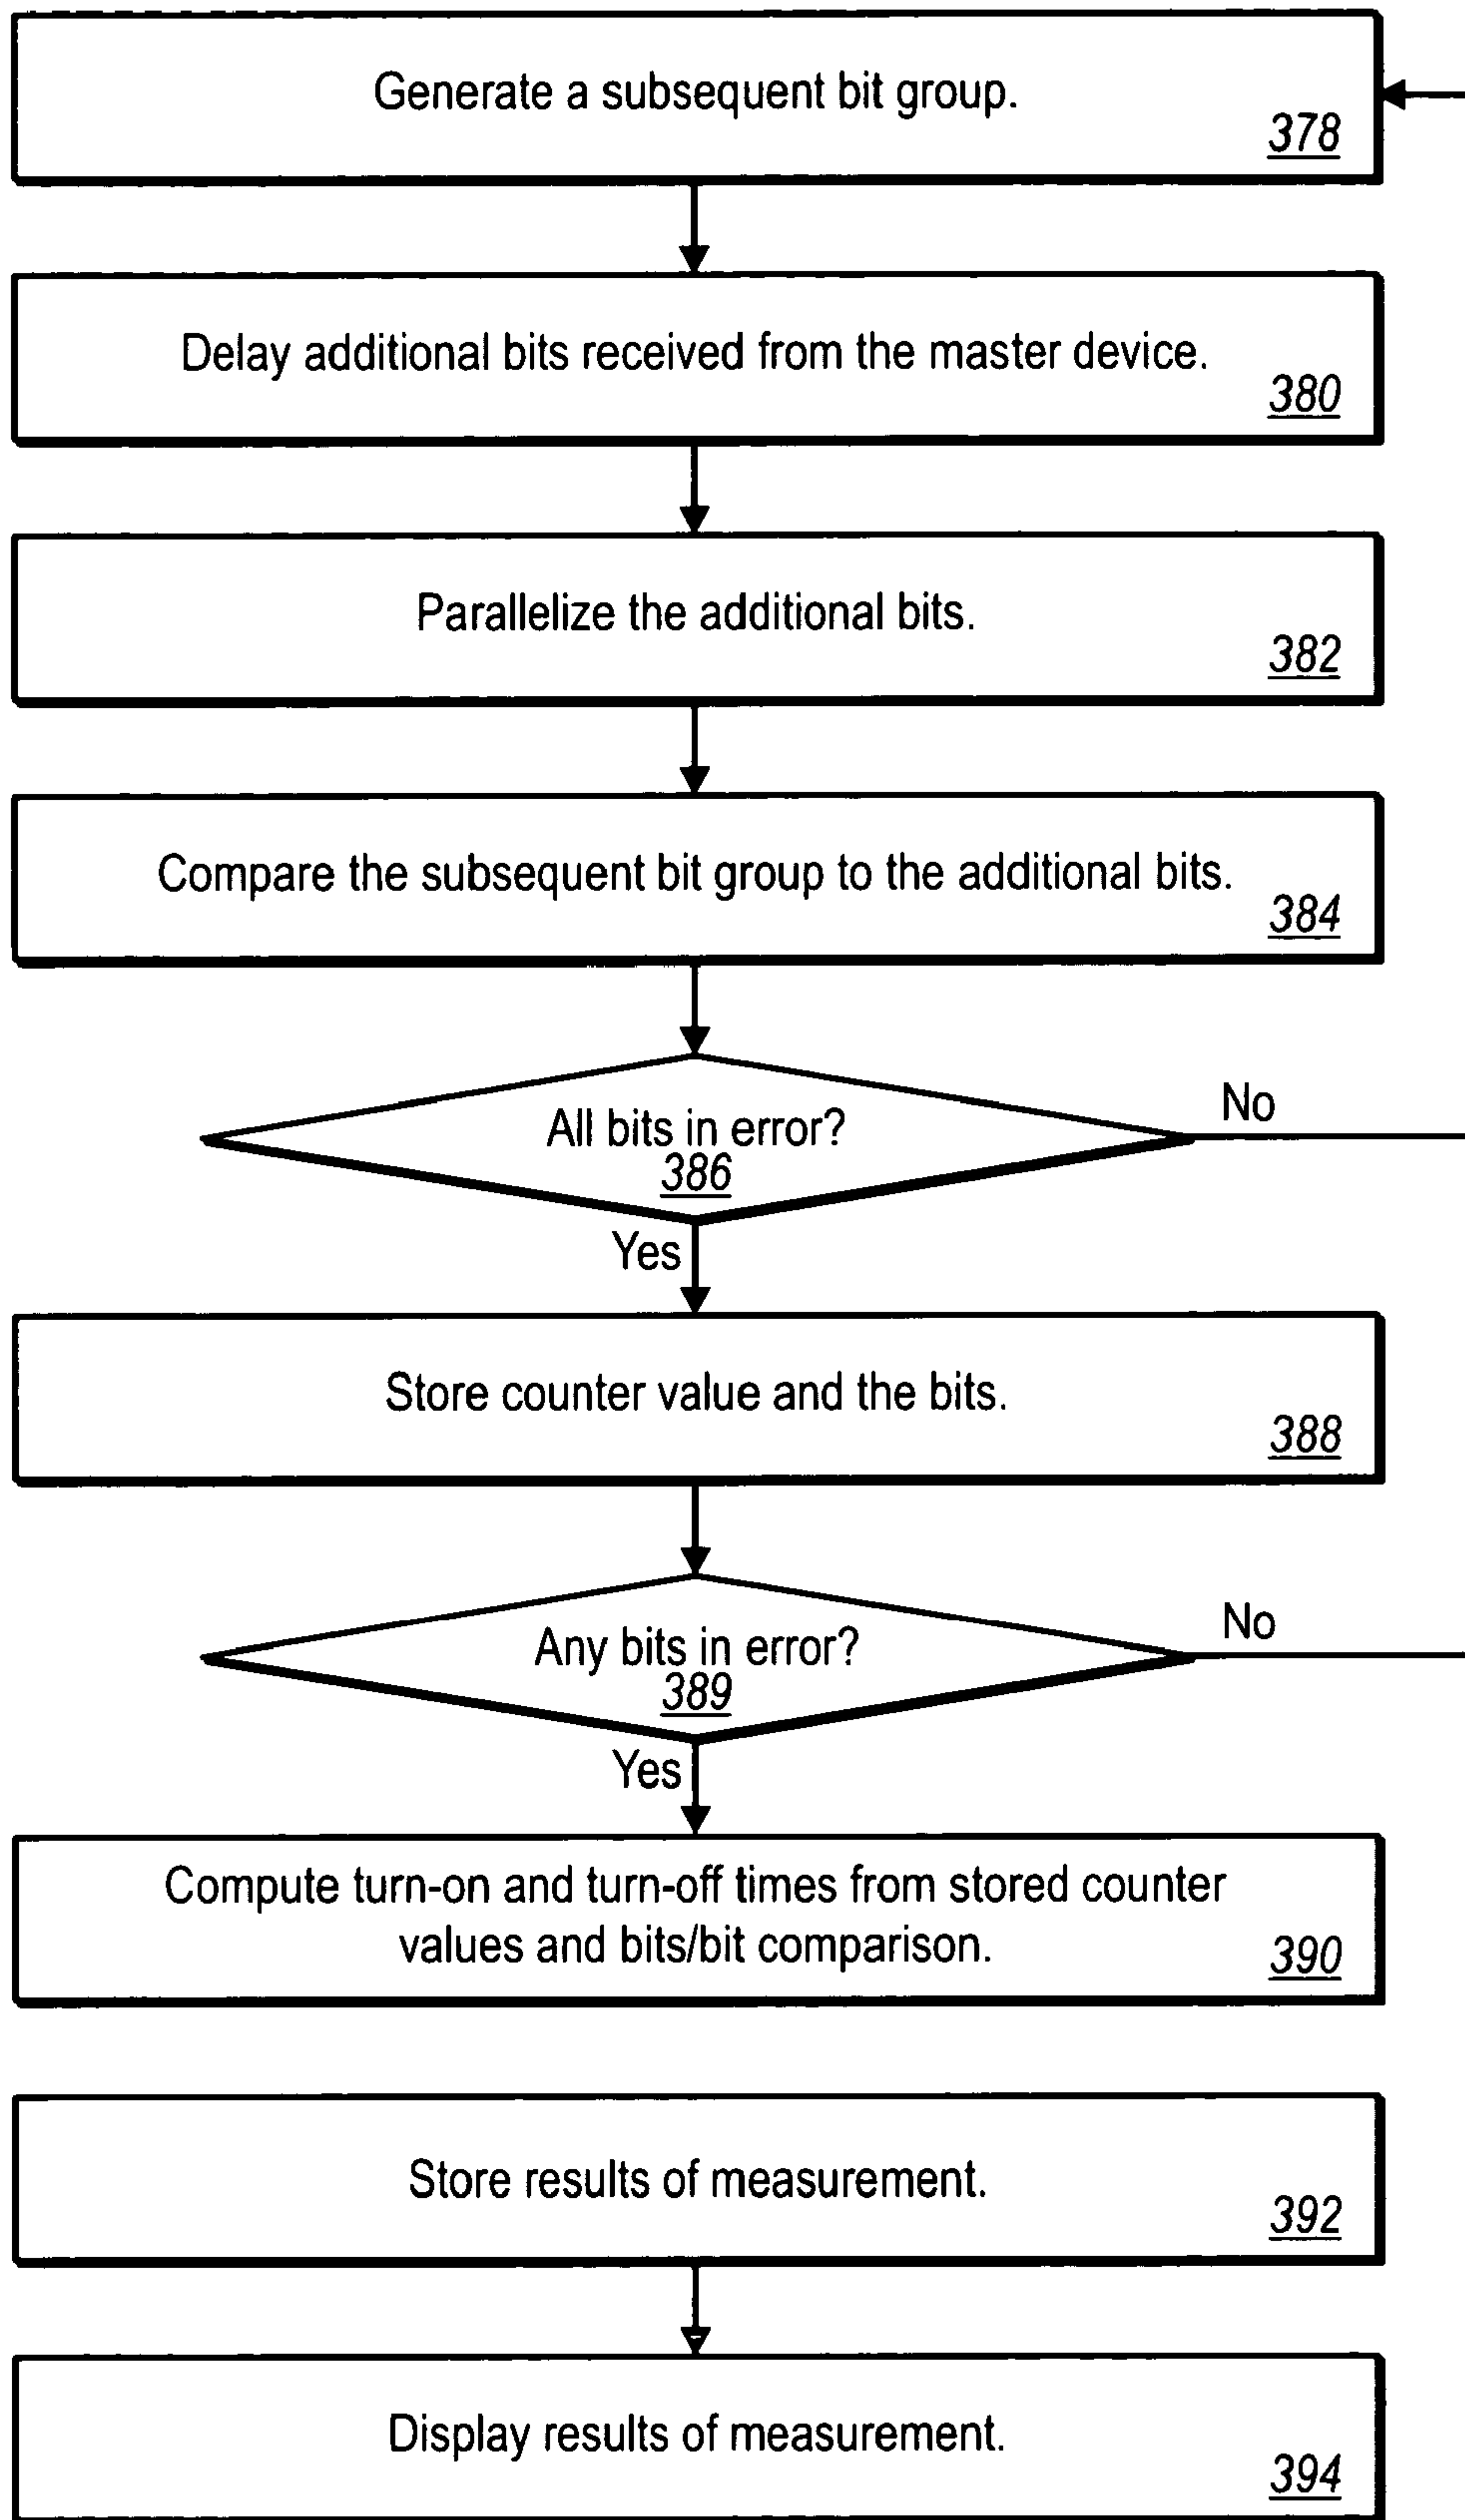 Generate a subsequent bit group.
378
Delay additional bits received from the master device.
380
Parallelize the additional bits.
382
Compare the subsequent bit group to the additional bits.
384
All bits in error?
386
No
Yes
Store counter value and the bits.
388
Any bits in error?
389
No
Yes
Compute turn-on and turn-off times from stored counter
values and bits/bit comparison.
390
Store results of measurement.
392
Display results of measurement.
394